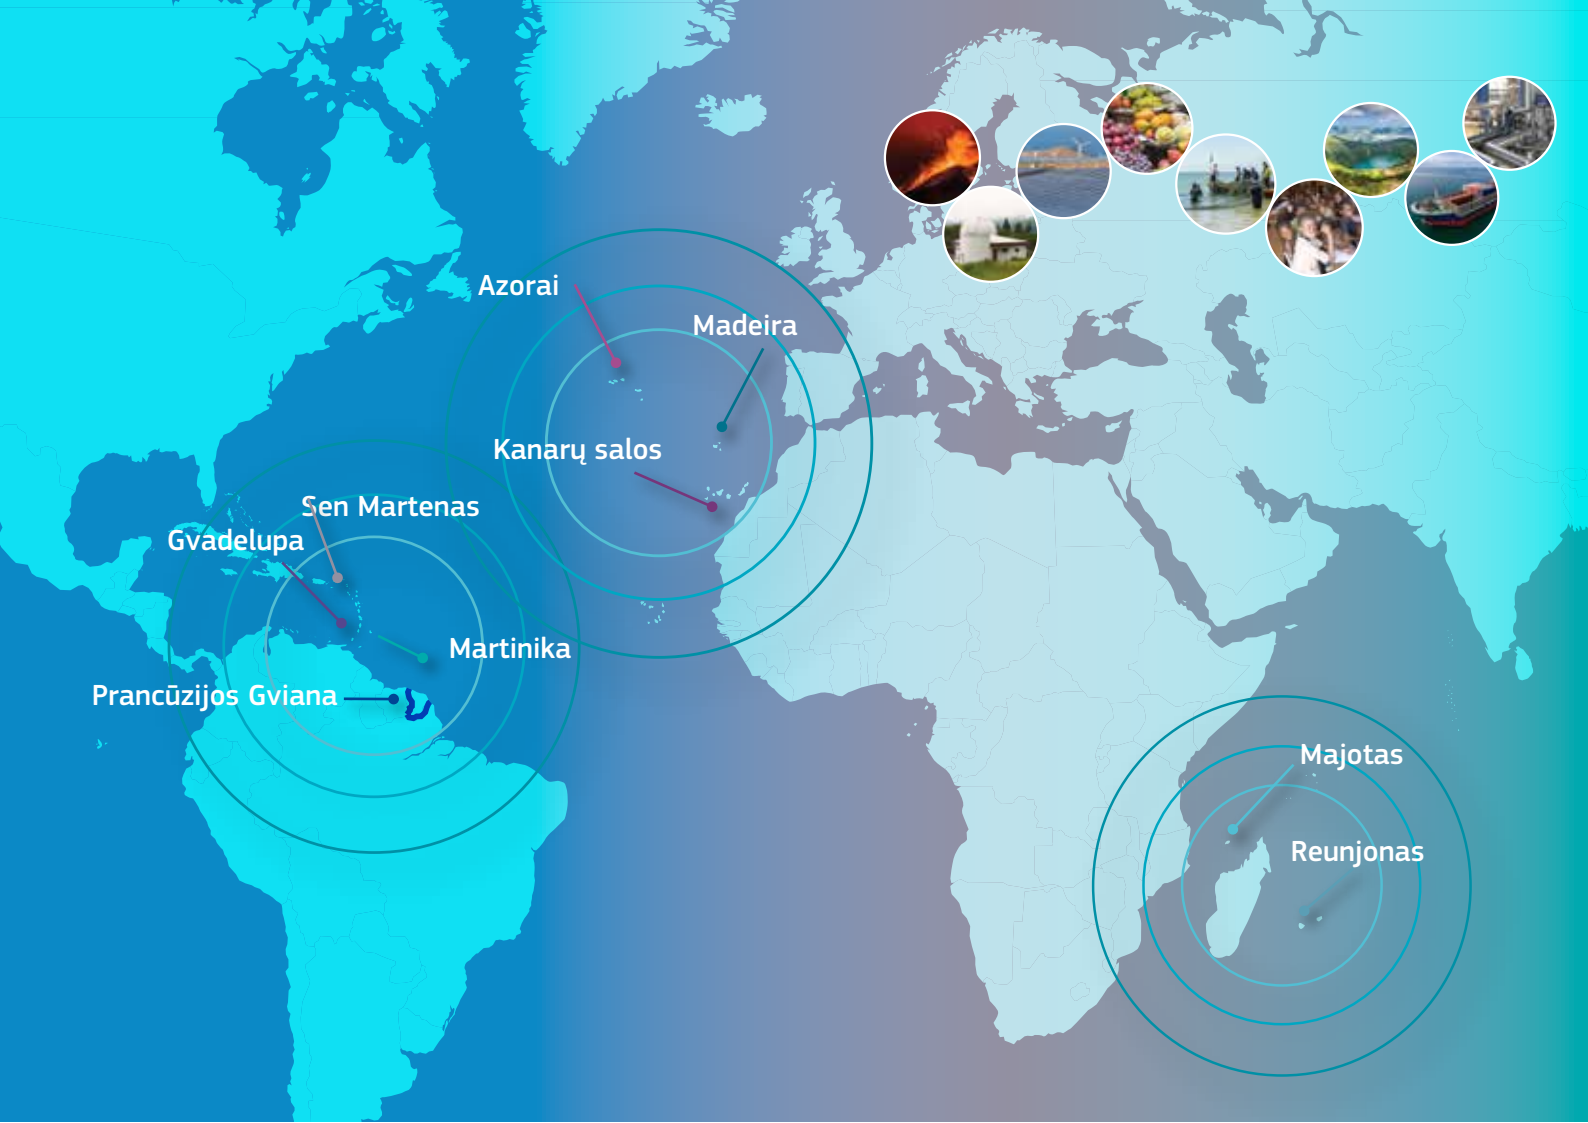 Azorai
Madeira
Kanarų salos
Sen Martenas
Gvadelupa
Martinika
Prancūzijos Gviana
Majotas
Reunjonas